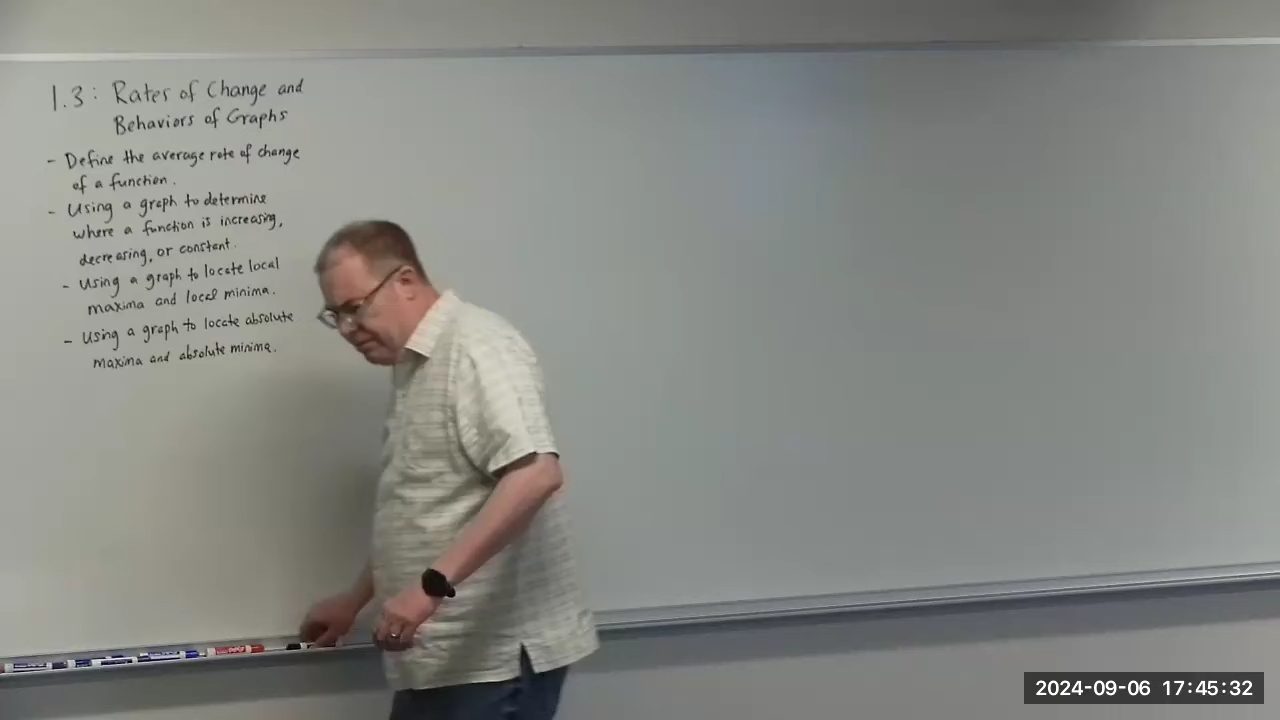 1.3: Rates of Change and
Behaviors of Graphs
- Define the average rate of change
of a function.
- Using a graph to determine
where a function is increasing,
decreasing, or constant.
- Using a graph to locate local
maxima and local minima.
- Using a graph to locate absolute
maxima and absolute minima.
2024-09-06 17:45:32